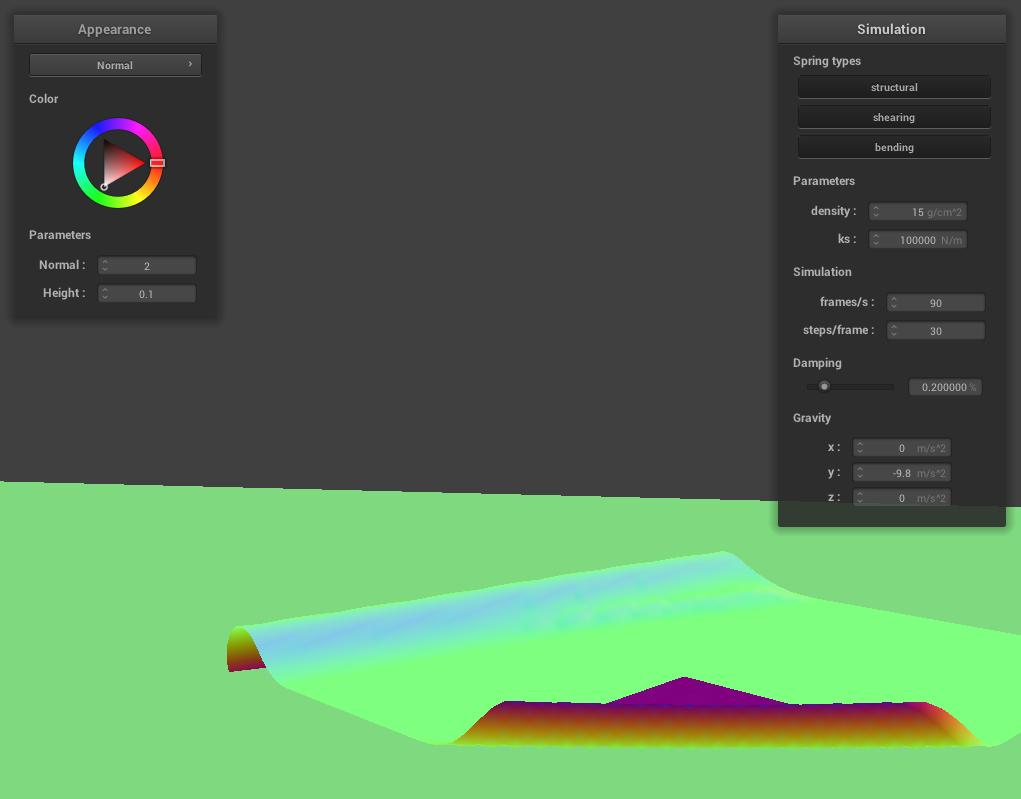 Appearance
Normal
Color
Parameters
Normal : 2
Height : 0.1
Simulation
Spring types
structural
shearing
bending
Parameters
density : 15 g/cm^2
ks : 100000 N/m
Simulation
frames/s : 90
steps/frame : 30
Damping
0.200000 %
Gravity
x : 0 m/s^2
y : -9.8 m/s^2
z : 0 m/s^2